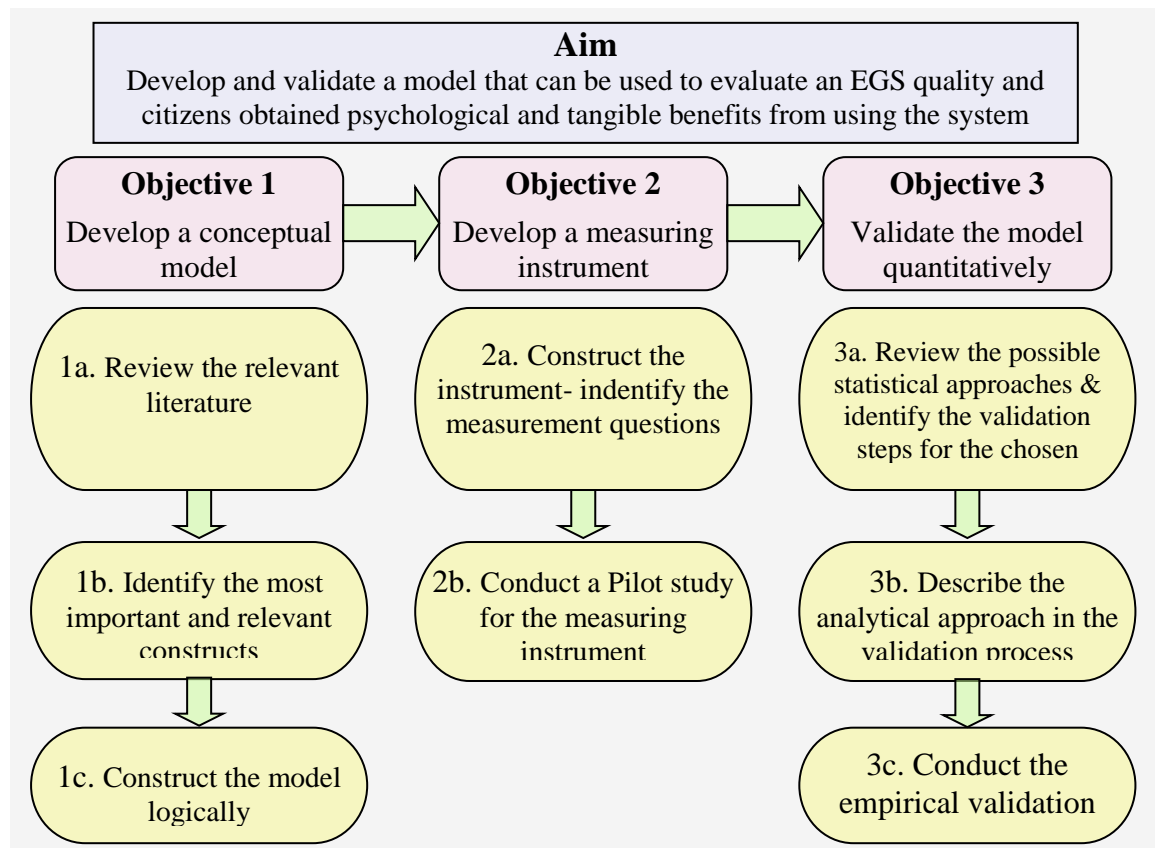 Aim
Develop and validate a model that can be used to evaluate an EGS quality and
citizens obtained psychological and tangible benefits from using the system
Objective 1
Develop a conceptual
model
Objective 2
Develop a measuring
instrument
Objective 3
Validate the model
quantitatively
1a. Review the relevant
literature
1b. Identify the most
important and relevant
constructs
1c. Construct the model
logically
2a. Construct the
instrument- indentify the
measurement questions
2b. Conduct a Pilot study
for the measuring
instrument
3a. Review the possible
statistical approaches &
identify the validation
steps for the chosen
3b. Describe the
analytical approach in the
validation process
3c. Conduct the
empirical validation